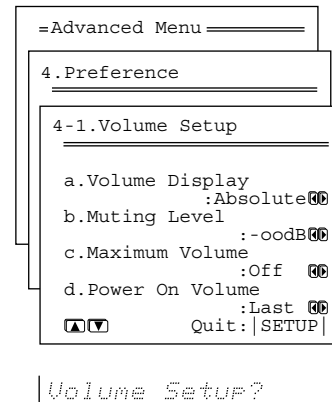 =Advanced Menu
4.Preference
4-1.Volume Setup
a.Volume Display
:Absolute
b.Muting Level
:-oodB
c.Maximum Volume
:Off
d.Power On Volume
:Last
Quit:|SETUP|
Volume Setup?